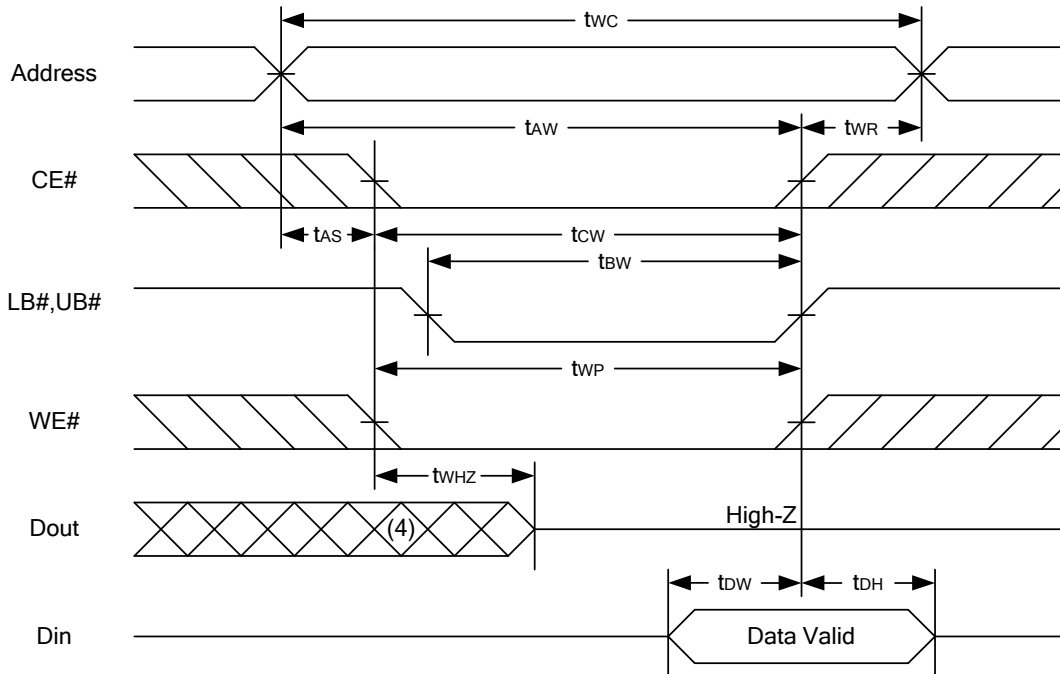 tWC
Address
tAW
tWR
CE#
tAS
tCW
tBW
LB#,UB#
tWP
WE#
tWHZ
Dout
(4)
High-Z
tDW
tDH
Din
Data Valid